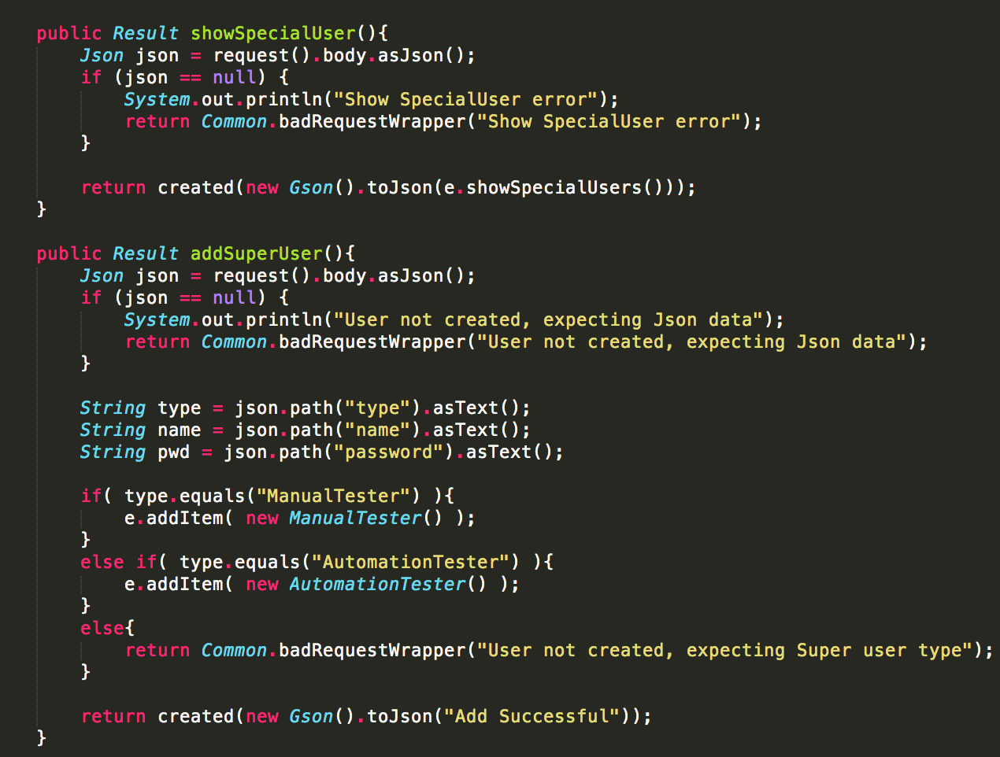 public Result showSpecialUser(){
Json json = request().body.asJson();
if (json == null) {
System.out.println("Show SpecialUser error");
return Common.badRequestWrapper("Show SpecialUser error");
}
return created(new Gson().toJson(e.showSpecialUsers()));
}
public Result addSuperUser(){
Json json = request().body.asJson();
if (json == null) {
System.out.println("User not created, expecting Json data");
return Common.badRequestWrapper("User not created, expecting Json data");
}
String type = json.path("type").asText();
String name = json.path("name").asText();
String pwd = json.path("password").asText();
if( type.equals("ManualTester") ){
e.addItem( new ManualTester() );
}
else if( type.equals("AutomationTester") ){
e.addItem( new AutomationTester() );
}
else{
return Common.badRequestWrapper("User not created, expecting Super user type");
}
return created(new Gson().toJson("Add Successful"));
}